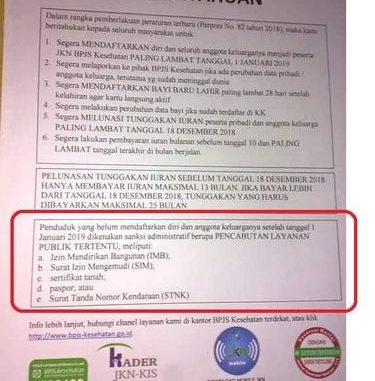 Dalam rangka pemberlakuan peraturan terbaru (Perpres No. 82 tahun 2018), maka kami
beritahukan kepada seluruh masyarakat untuk
1. Segera MENDAFTARKAN diri dan seluruh anggota keluarganya menjadi peserta
JKN BPJS Kesehatan PALING LAMBAT TANGGAL 1 JANUARI 2019
2. Segera melaporkan ke pihak BPJS Kesehatan jika ada perubahan data pribadi /
anggota keluarga, terutama yg sudah meninggal dunia
3. Segera MENDAFTARKAN BAYI BARU LAHIR paling lambat 28 hari setelah
kelahiran agar kartu langsung aktif
4. Segera melakukan perubahan data bayi jika sudah terdaftar di KK
5. Segera MELUNASI TUNGGAKAN IURAN peserta pribadi dan anggota keluarga
PALING LAMBAT TANGGAL 18 DESEMBER 2018
6. Segera lakukan pembayaran iuran bulanan sebelum tanggal 10 dan PALING
LAMBAT tanggal terakhir di bulan berjalan.
PELUNASAN TUNGGAKAN IURAN SEBELUM TANGGAL 18 DESEMBER 2018
HANYA MEMBAYAR IURAN MAKSIMAL 13 BULAN. JIKA BAYAR LEBIH
DARI TANGGAL 18 DESEMBER 2018, TUNGGAKAN YANG HARUS
DIBAYARKAN MAKSIMAL 25 BULAN
Penduduk yang belum mendaftarkan diri dan anggota keluarganya setelah tanggal 1
Januari 2019 dikenakan sanksi administratif berupa PENCABUTAN LAYANAN
PUBLIK TERTENTU, meliputi:
a. Izin Mendirikan Bangunan (IMB),
b. Surat Izin Mengemudi (SIM),
c. sertifikat tanah,
d. paspor, atau
e. Surat Tanda Nomor Kendaraan (STNK)
Info lebih lanjut, hubungi chanel layanan kami di kantor BPJS Kesehatan terdekat, atau klik
http://www.bpjs-kesehatan.go.id.
KADER
JKN-KIS
JKN
mobile
BPJS Kesehatan
DENGAN